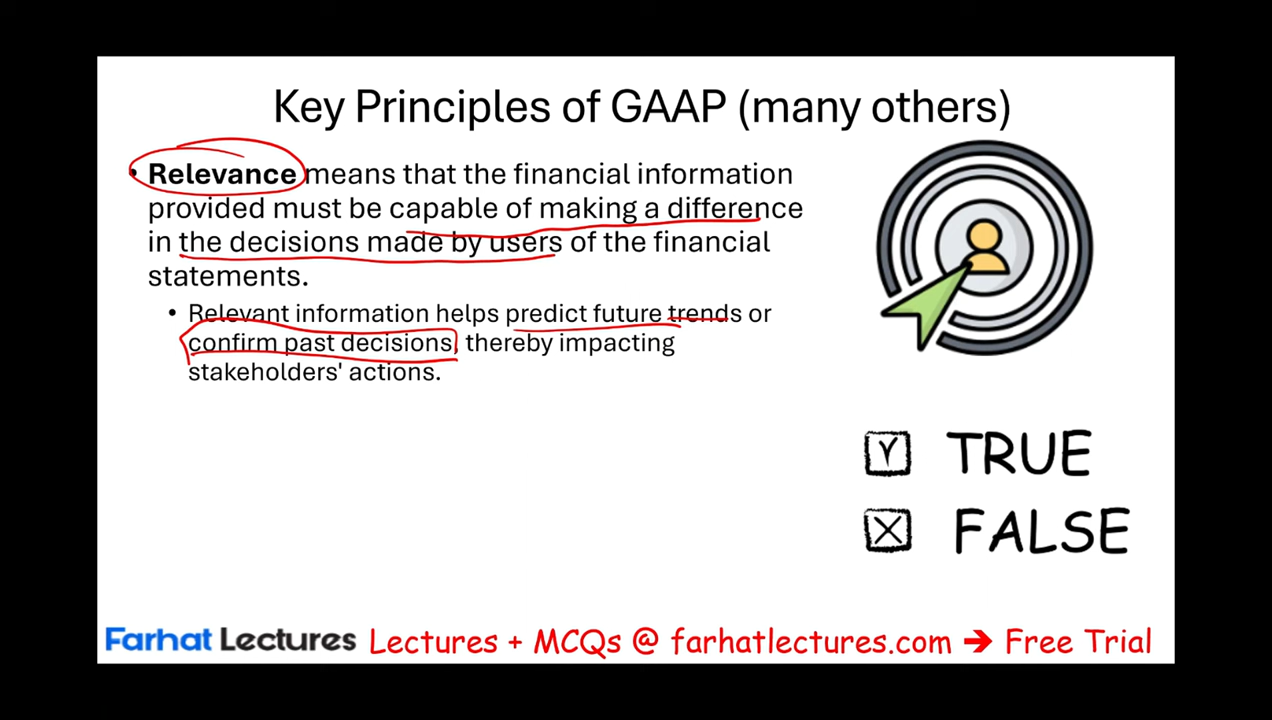 Key Principles of GAAP (many others)
• Relevance means that the financial information
provided must be capable of making a difference
in the decisions made by users of the financial
statements.
• Relevant information helps predict future trends or
confirm past decisions, thereby impacting
stakeholders' actions.
TRUE
FALSE
Farhat Lectures Lectures + MCQs @ farhatlectures.com → Free Trial